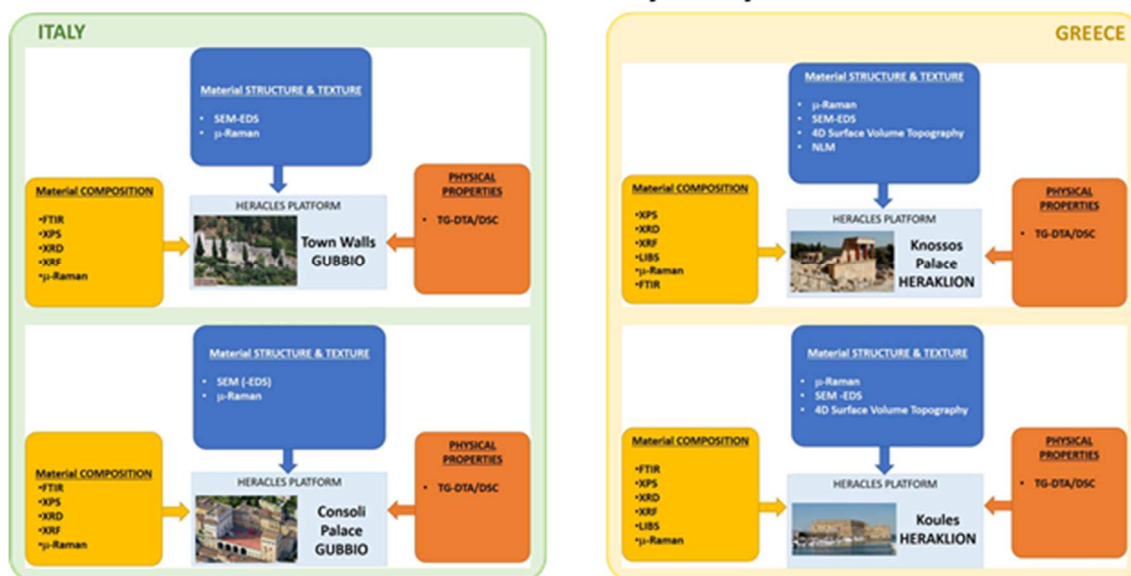 ITALY
Material STRUCTURE & TEXTURE
• SEM-EDS
• μ-Raman
Material COMPOSITION
•FTIR
•XPS
•XRD
•XRF
•μ-Raman
HERACLES PLATFORM
Town Walls
GUBBIO
PHYSICAL
PROPERTIES
• TG-DTA/DSC
Material STRUCTURE & TEXTURE
• SEM (-EDS)
• μ-Raman
Material COMPOSITION
•FTIR
•XPS
•XRD
•XRF
•μ-Raman
HERACLES PLATFORM
Consoli
Palace
GUBBIO
PHYSICAL
PROPERTIES
• TG-DTA/DSC
GREECE
Material STRUCTURE & TEXTURE
• μ-Raman
• SEM-EDS
• 4D Surface Volume Topography
• NLM
Material COMPOSITION
•XPS
•XRD
•XRF
•LIBS
•μ-Raman
•FTIR
HERACLES PLATFORM
Knossos
Palace
HERAKLION
PHYSICAL
PROPERTIES
• TG-DTA/DSC
Material STRUCTURE & TEXTURE
• μ-Raman
• SEM -EDS
• 4D Surface Volume Topography
Material COMPOSITION
•FTIR
•XPS
•XRD
•XRF
•LIBS
•μ-Raman
HERACLES PLATFORM
Koules
HERAKLION
PHYSICAL
PROPERTIES
• TG-DTA/DSC